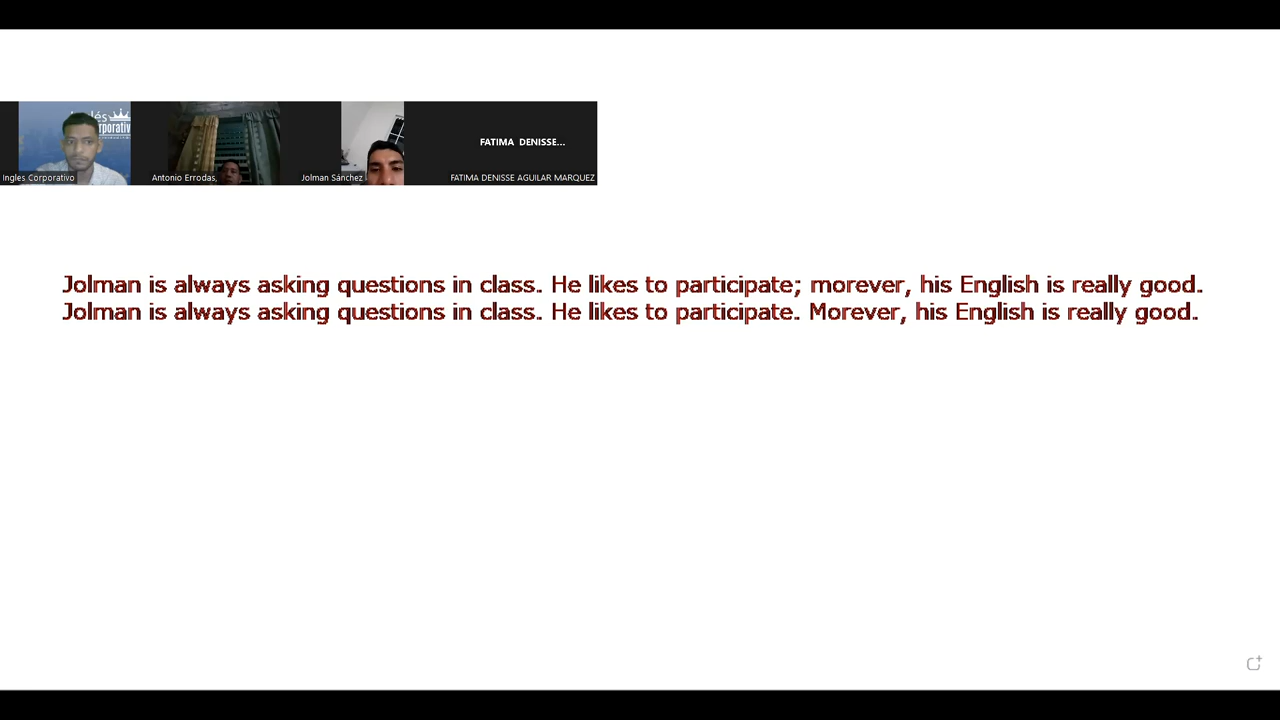 Ingles Corporativo
Antonio Errodas,
Jolman Sánchez
FATIMA DENISSE...
FATIMA DENISSE AGUILAR MARQUEZ
Jolman is always asking questions in class. He likes to participate; morever, his English is really good.
Jolman is always asking questions in class. He likes to participate. Morever, his English is really good.